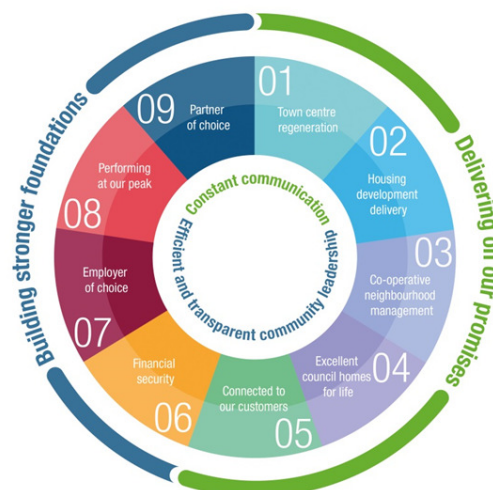 Building stronger foundations
Delivering on our promises
01
Town centre
regeneration
02
Housing
development
delivery
03
Co-operative
neighbourhood
management
04
Excellent
council homes
for life
05
Connected to
our customers
06
Financial
security
07
Employer
of choice
08
Performing
at our peak
09
Partner
of choice
Constant communication
Efficient and transparent community leadership